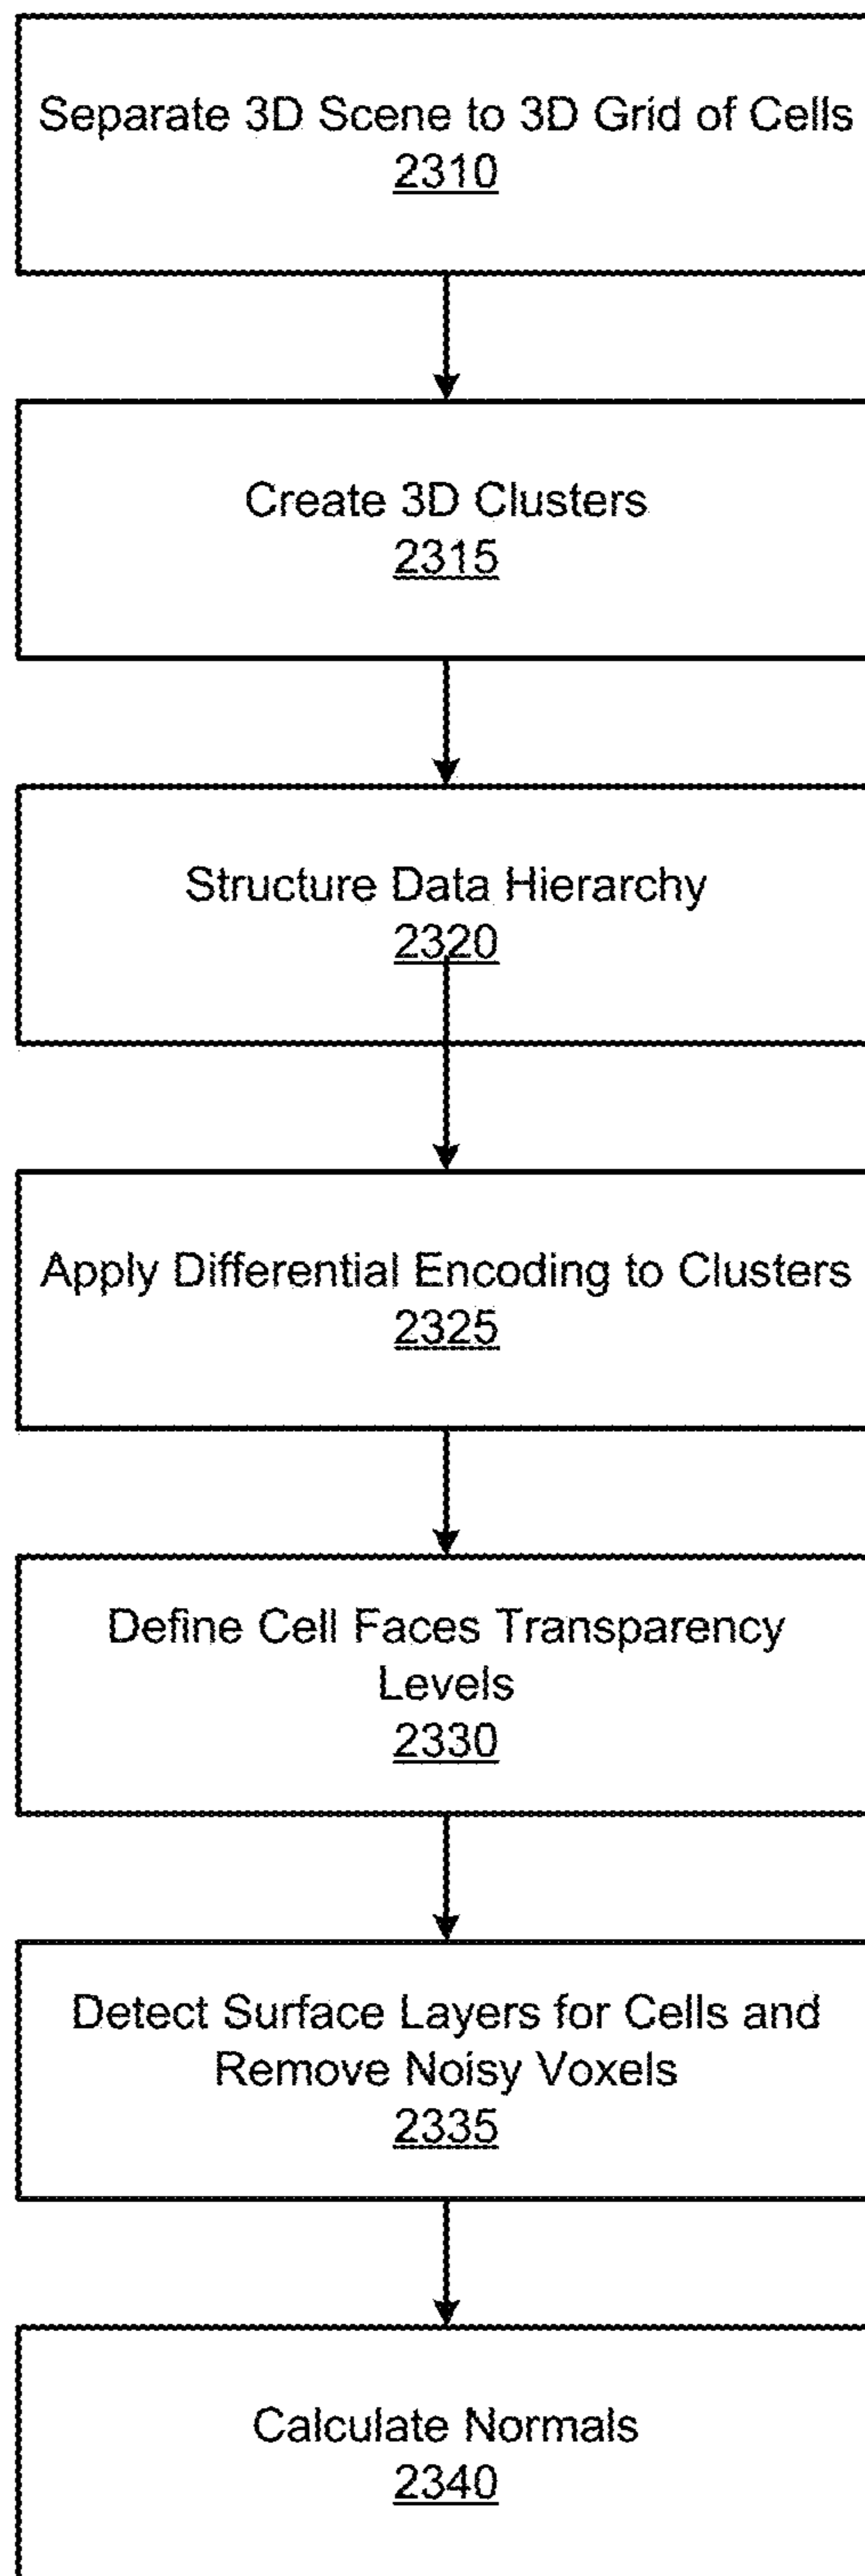 Separate 3D Scene to 3D Grid of Cells
2310
Create 3D Clusters
2315
Structure Data Hierarchy
2320
Apply Differential Encoding to Clusters
2325
Define Cell Faces Transparency
Levels
2330
Detect Surface Layers for Cells and
Remove Noisy Voxels
2335
Calculate Normals
2340